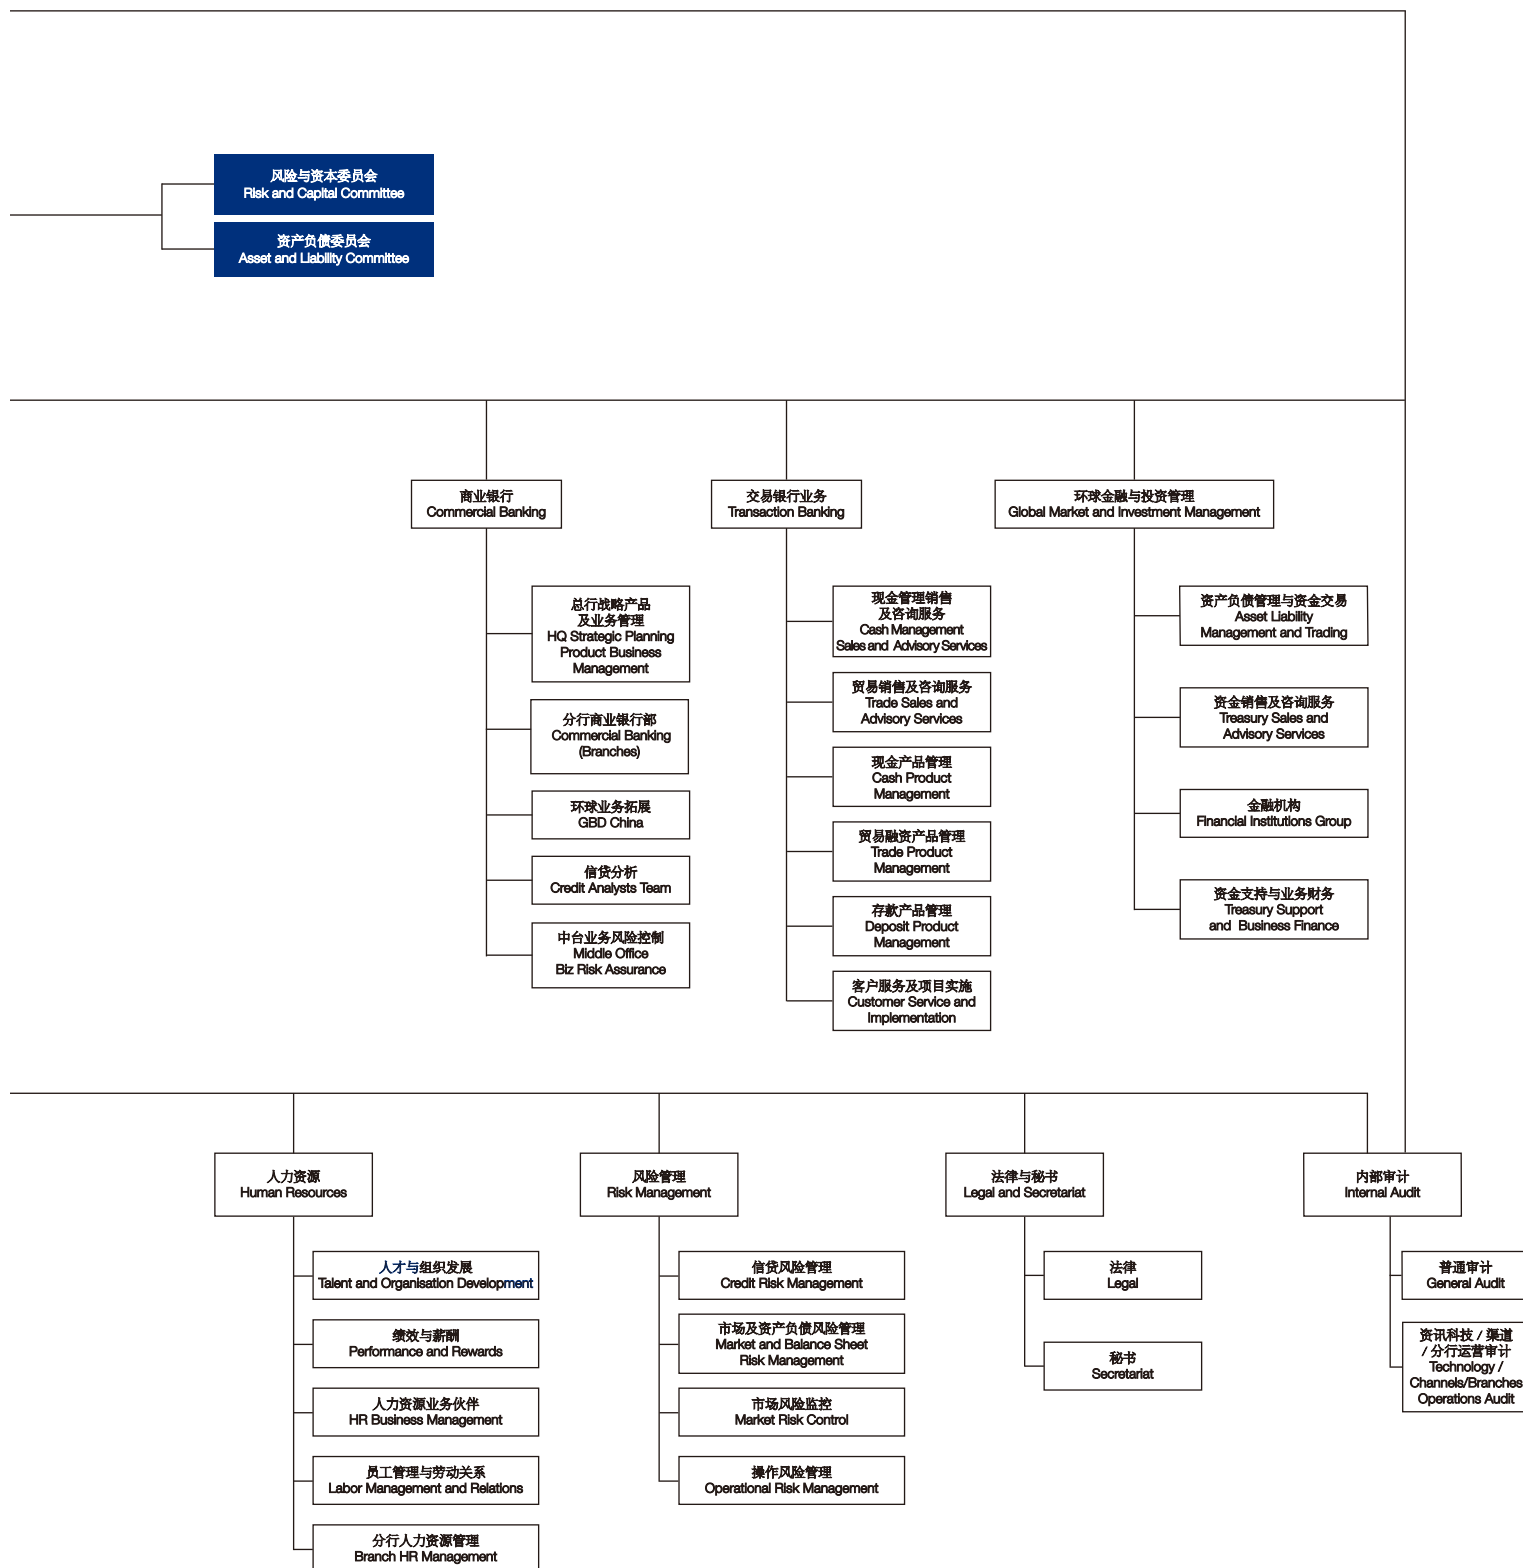 风险与资本委员会
Risk and Capital Committee
资产负债委员会
Asset and Liability Committee
商业银行
Commercial Banking
总行战略产品
及业务管理
HQ Strategic Planning
Product Business
Management
分行商业银行部
Commercial Banking
(Branches)
环球业务拓展
GBD China
信贷分析
Credit Analysts Team
中台业务风险控制
Middle Office
Biz Risk Assurance
交易银行业务
Transaction Banking
现金管理销售
及咨询服务
Cash Management
Sales and Advisory Services
贸易销售及咨询服务
Trade Sales and
Advisory Services
现金产品管理
Cash Product
Management
贸易融资产品管理
Trade Product
Management
存款产品管理
Deposit Product
Management
客户服务及项目实施
Customer Service and
Implementation
环球金融与投资管理
Global Market and Investment Management
资产负债管理与资金交易
Asset Liability
Management and Trading
资金销售及咨询服务
Treasury Sales and
Advisory Services
金融机构
Financial Institutions Group
资金支持与业务财务
Treasury Support
and Business Finance
人力资源
Human Resources
人才与组织发展
Talent and Organisation Development
绩效与薪酬
Performance and Rewards
人力资源业务伙伴
HR Business Management
员工管理与劳动关系
Labor Management and Relations
分行人力资源管理
Branch HR Management
风险管理
Risk Management
信贷风险管理
Credit Risk Management
市场及资产负债风险管理
Market and Balance Sheet
Risk Management
市场风险监控
Market Risk Control
操作风险管理
Operational Risk Management
法律与秘书
Legal and Secretariat
法律
Legal
秘书
Secretariat
内部审计
Internal Audit
普通审计
General Audit
资讯科技 / 渠道
/ 分行运营审计
Technology /
Channels/Branches
Operations Audit